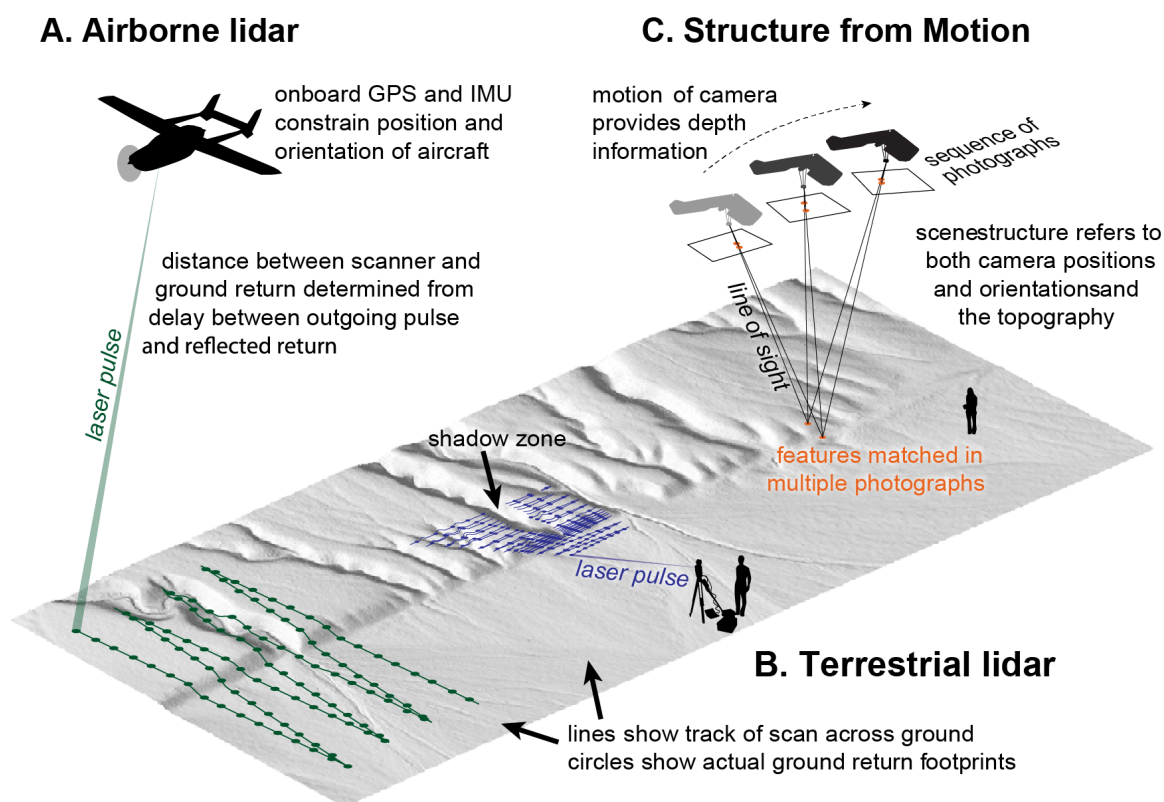 A. Airborne lidar
onboard GPS and IMU
constrain position and
orientation of aircraft
distance between scanner and
ground return determined from
delay between outgoing pulse
and reflected return
laser pulse
C. Structure from Motion
motion of camera
provides depth
information
sequence of
photographs
scenestructure refers to
both camera positions
and orientationsand
the topography
line of sight
features matched in
multiple photographs
shadow zone
laser pulse
B. Terrestrial lidar
lines show track of scan across ground
circles show actual ground return footprints